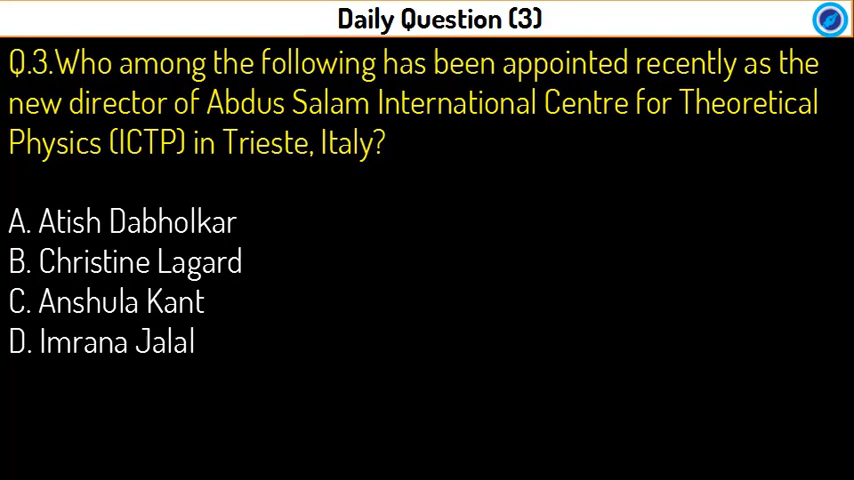 Daily Question (3)
Q.3.Who among the following has been appointed recently as the
new director of Abdus Salam International Centre for Theoretical
Physics (ICTP) in Trieste, Italy?
A. Atish Dabholkar
B. Christine Lagard
C. Anshula Kant
D. Imrana Jalal